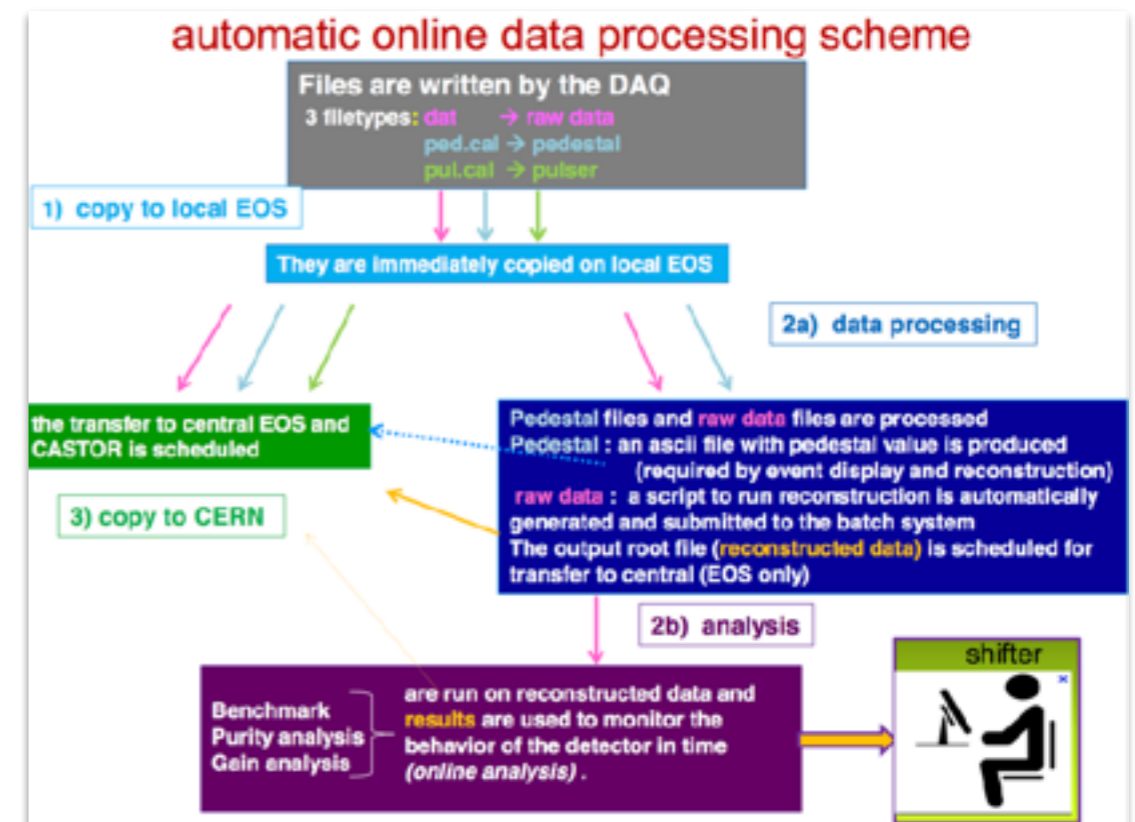 automatic online data processing scheme
Files are written by the DAQ
3 filetypes: dat → raw data
ped.cal → pedestal
pul.cal → pulser
1) copy to local EOS
They are immediately copied on local EOS
2a) data processing
the transfer to central EOS and
CASTOR is scheduled
Pedestal files and raw data files are processed
Pedestal : an ascii file with pedestal value is produced
(required by event display and reconstruction)
raw data : a script to run reconstruction is automatically
generated and submitted to the batch system
The output root file (reconstructed data) is scheduled for
transfer to central (EOS only)
3) copy to CERN
2b) analysis
shifter
Benchmark
Purity analysis
Gain analysis
are run on reconstructed data and
results are used to monitor the
behavior of the detector in time
(online analysis) .